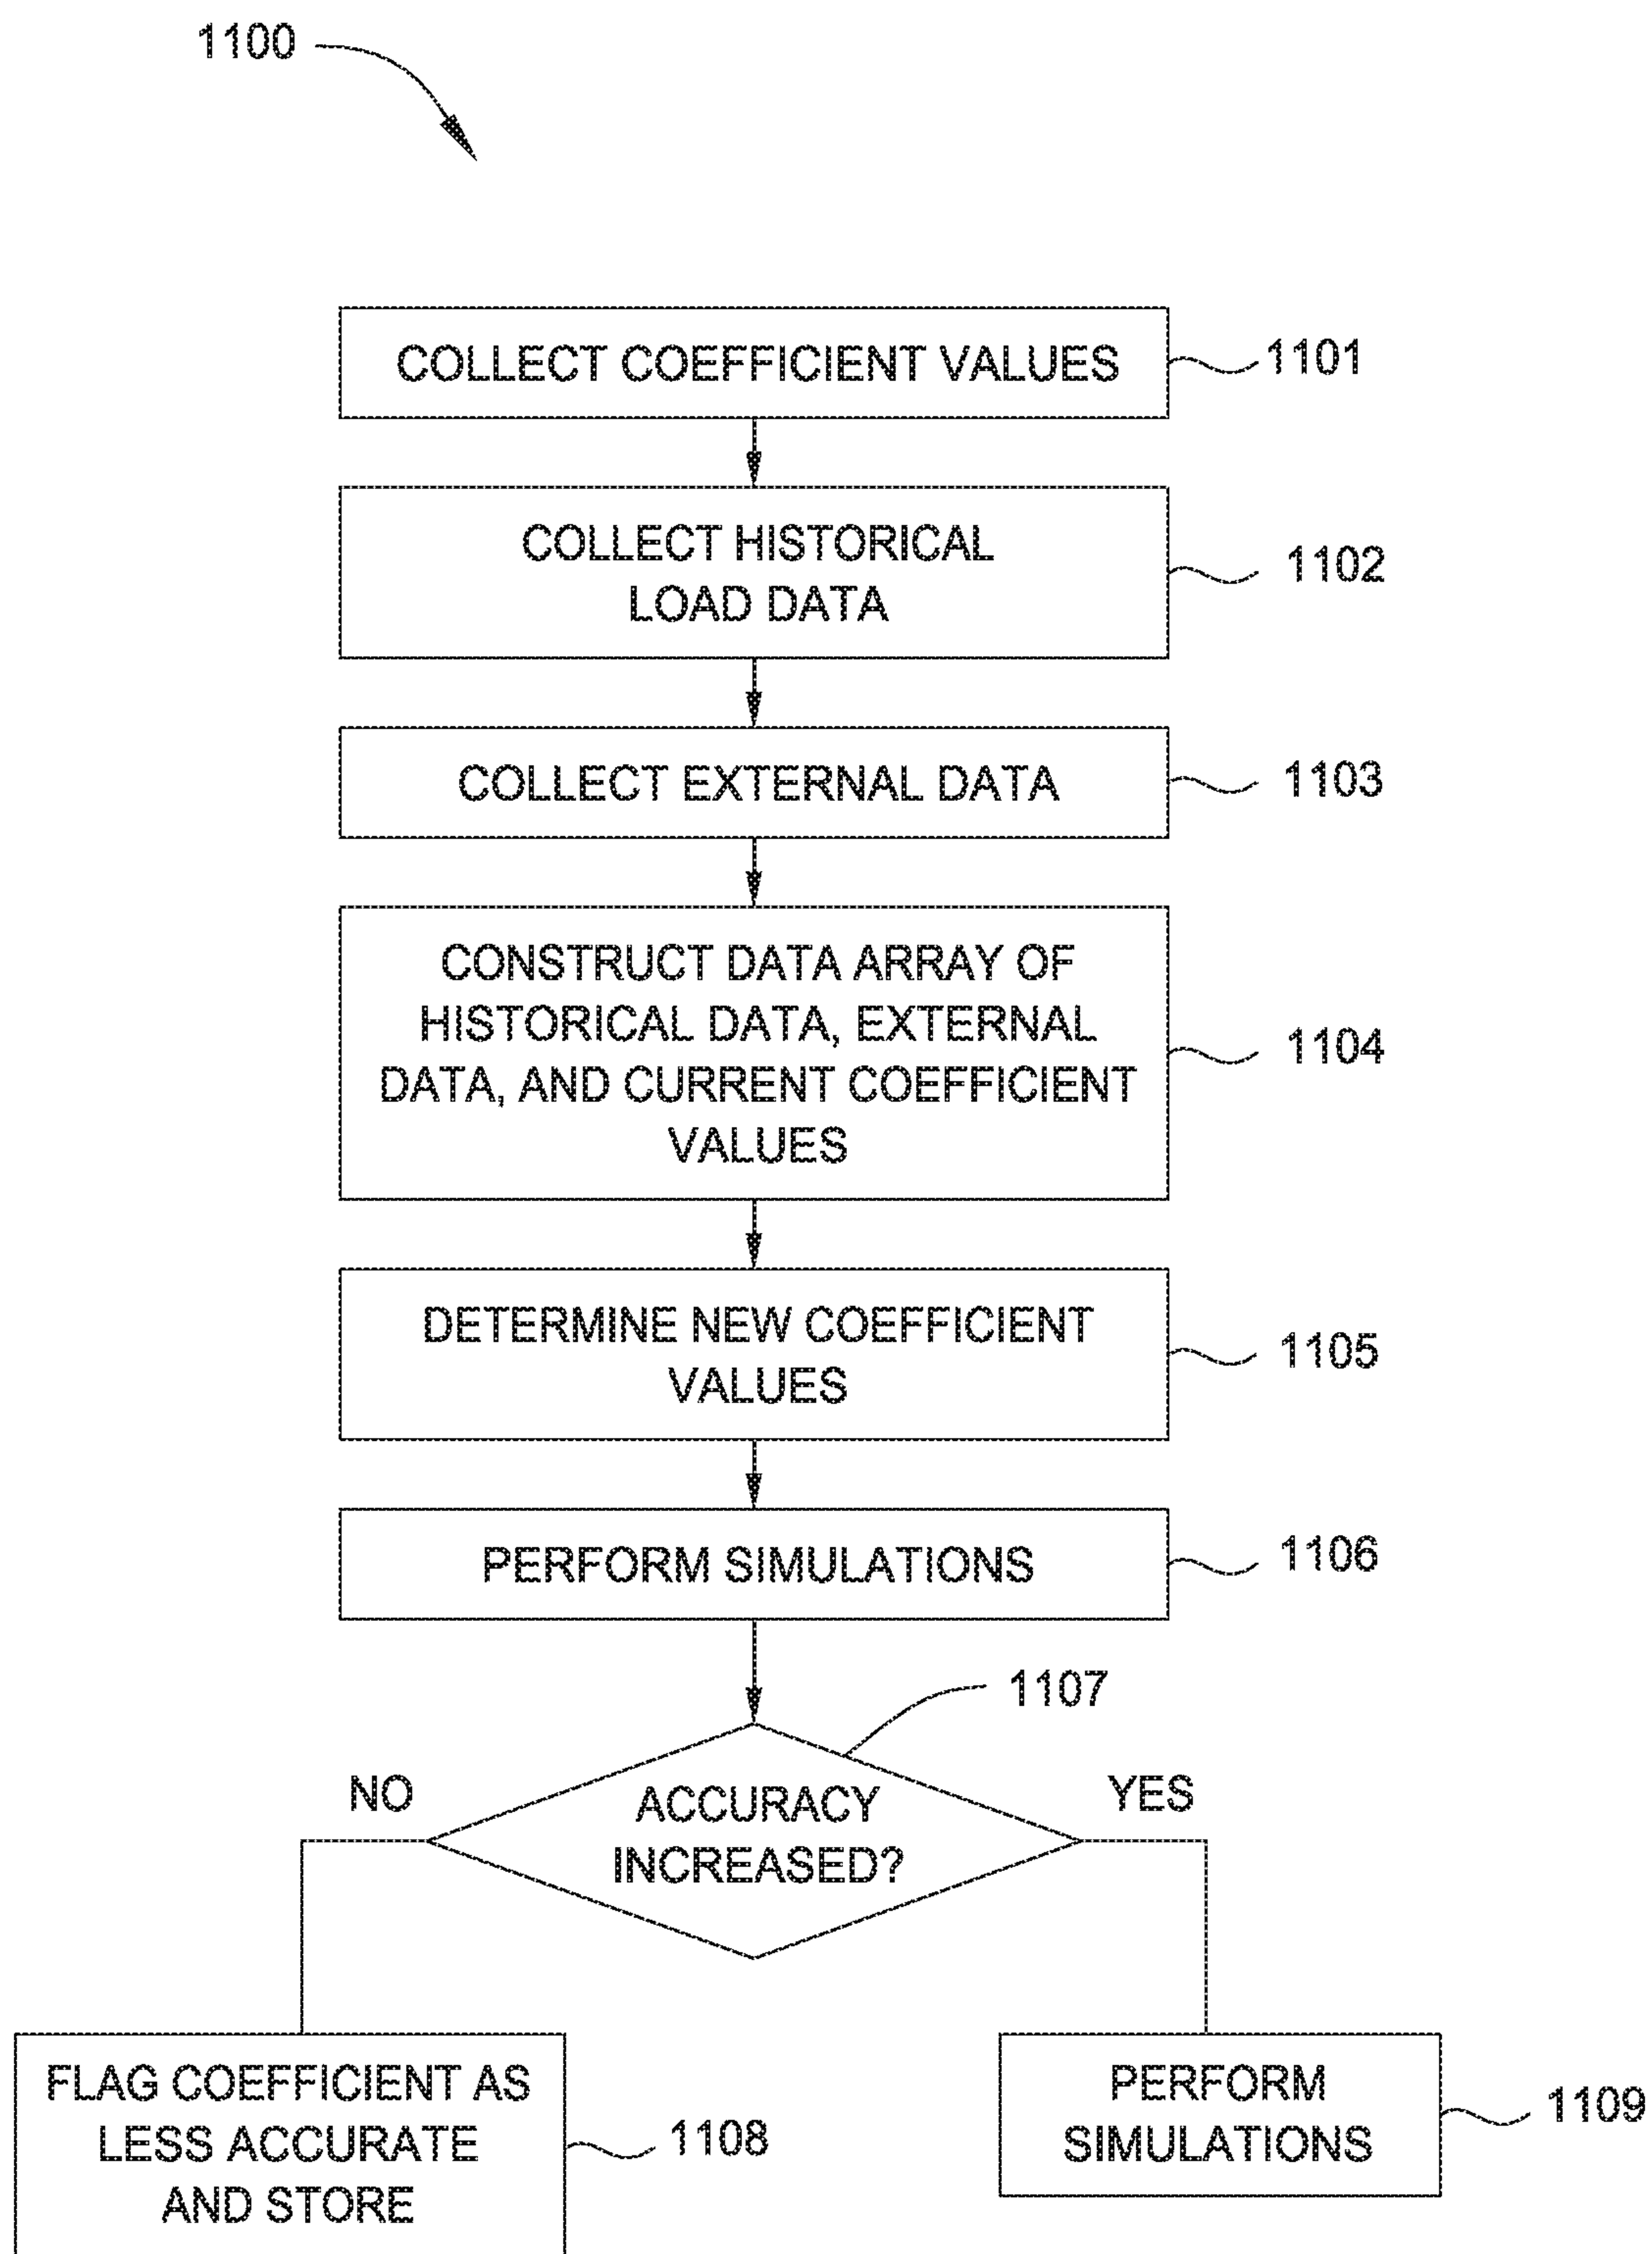 1100
COLLECT COEFFICIENT VALUES
1101
COLLECT HISTORICAL
LOAD DATA
1102
COLLECT EXTERNAL DATA
1103
CONSTRUCT DATA ARRAY OF
HISTORICAL DATA, EXTERNAL
DATA, AND CURRENT COEFFICIENT
VALUES
1104
DETERMINE NEW COEFFICIENT
VALUES
1105
PERFORM SIMULATIONS
1106
1107
NO
ACCURACY
INCREASED?
YES
FLAG COEFFICIENT AS
LESS ACCURATE
AND STORE
1108
PERFORM
SIMULATIONS
1109